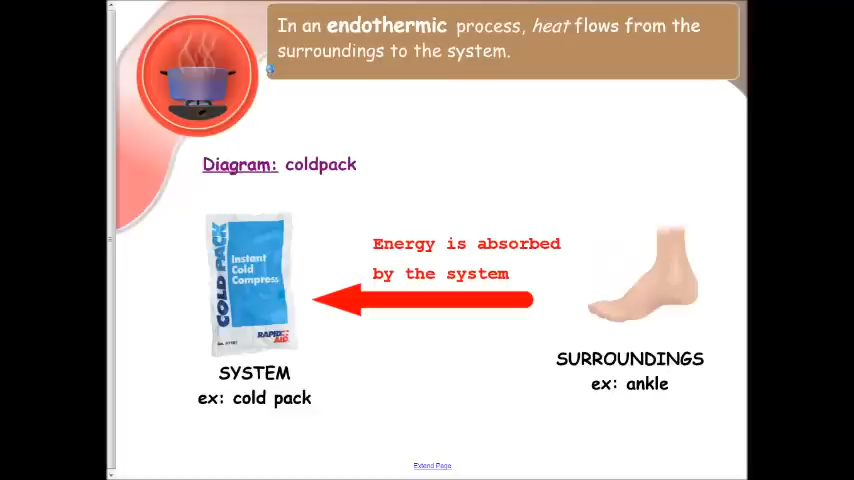 In an endothermic process, heat flows from the
surroundings to the system.
Diagram: coldpack
COLD PACK
Instant
Cold
Compress
RAPID
AID
Energy is absorbed
by the system
SYSTEM
ex: cold pack
SURROUNDINGS
ex: ankle
Extend Page